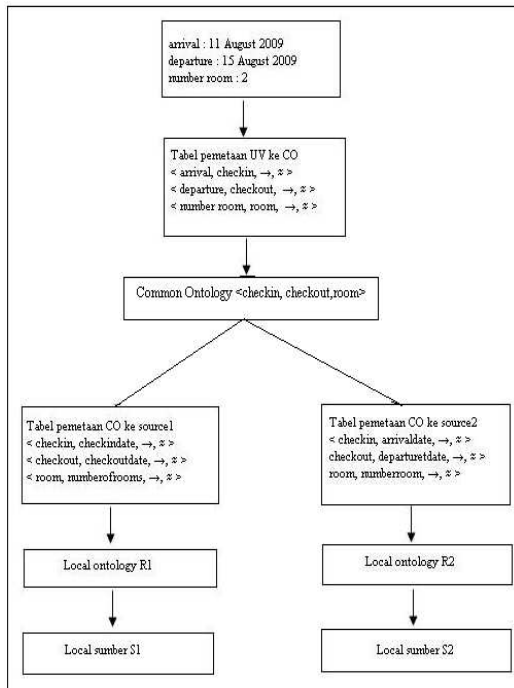 arrival : 11 August 2009
departure : 15 August 2009
number room : 2
Tabel pemetaan UV ke CO
< arrival, checkin, →, ≈ >
< departure, checkout, →, ≈ >
< number room, room, →, ≈ >
Common Ontology <checkin, checkout,room>
Tabel pemetaan CO ke source1
< checkin, checkindate, →, ≈ >
< checkout, checkoutdate, →, ≈ >
< room, numberofrooms, →, ≈ >
Tabel pemetaan CO ke source2
< checkin, arrivaldate, →, ≈ >
checkout, departuretdate, →, ≈ >
room, numberroom, →, ≈ >
Local ontology R1
Local ontology R2
Local sumber S1
Local sumber S2